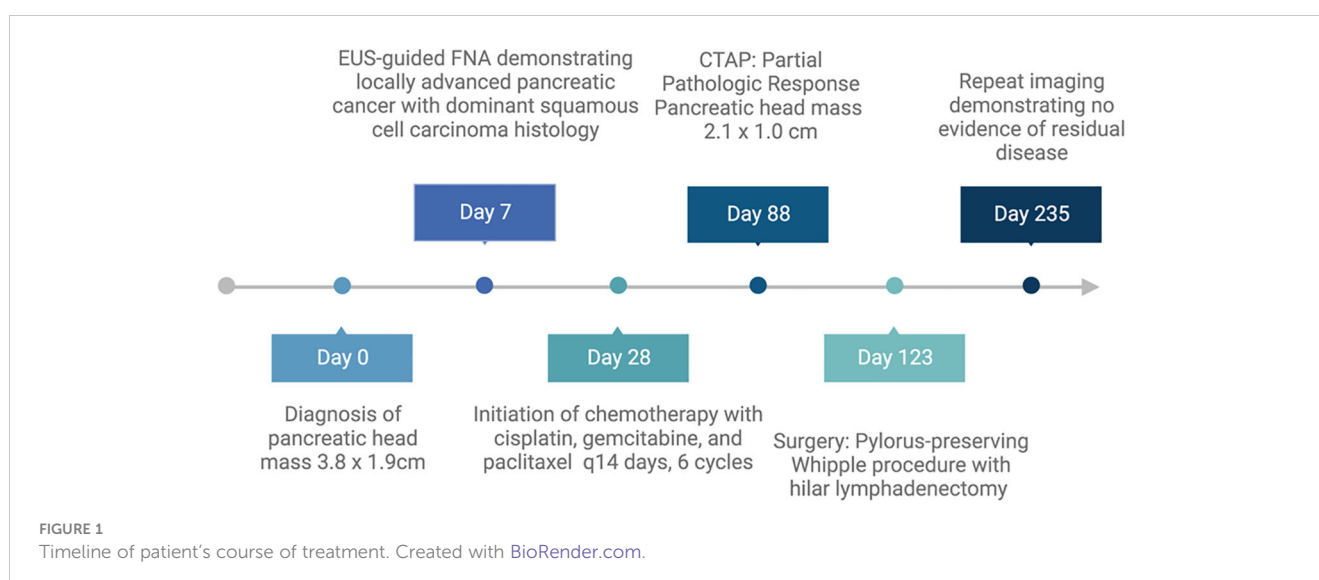 EUS-guided FNA demonstrating
locally advanced pancreatic
cancer with dominant squamous
cell carcinoma histology
CTAP: Partial
Pathologic Response
Pancreatic head mass
2.1 x 1.0 cm
Repeat imaging
demonstrating no
evidence of residual
disease
Day 7
Day 88
Day 235
Day 0
Day 28
Day 123
Diagnosis of
pancreatic head
mass 3.8 x 1.9cm
Initiation of chemotherapy with
cisplatin, gemcitabine, and
paclitaxel q14 days, 6 cycles
Surgery: Pylorus-preserving
Whipple procedure with
hilar lymphadenectomy
FIGURE 1
Timeline of patient's course of treatment. Created with BioRender.com.